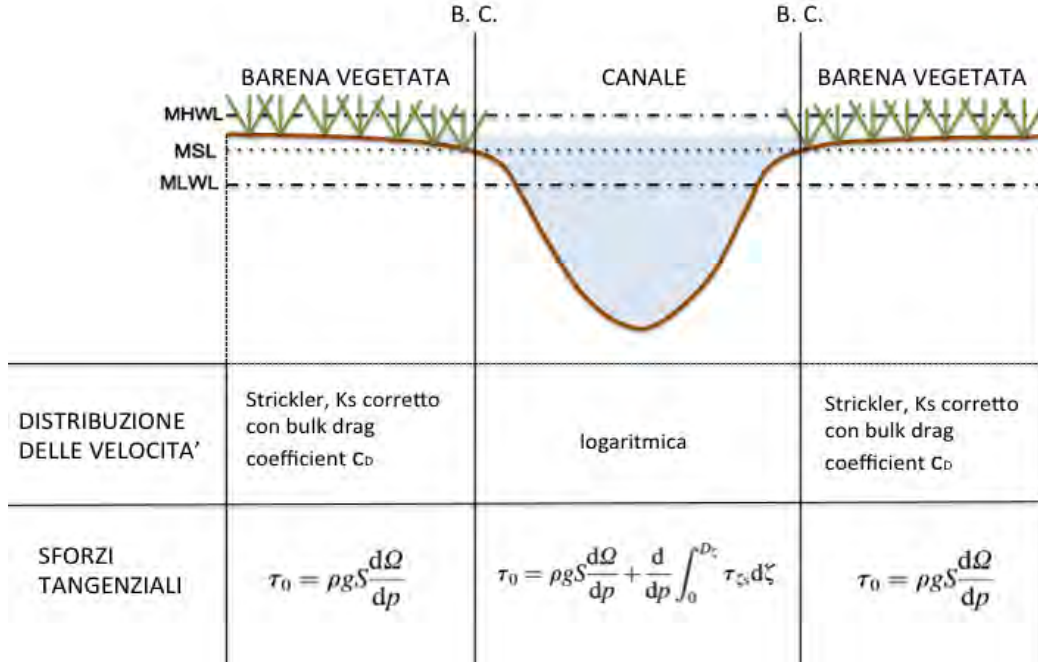 B. C.
B. C.
BARENA VEGETATA
CANALE
BARENA VEGETATA
MHWL
MSL
MLWL
DISTRIBUZIONE
DELLE VELOCITA’
Strickler, Ks corretto
con bulk drag
coefficient CD
logaritmica
Strickler, Ks corretto
con bulk drag
coefficient CD
SFORZI
TANGENZIALI
τ₀ = ρgS dΩ/dp
τ₀ = ρgS dΩ/dp + d/dp ∫₀^Dζ τζs dζ
τ₀ = ρgS dΩ/dp